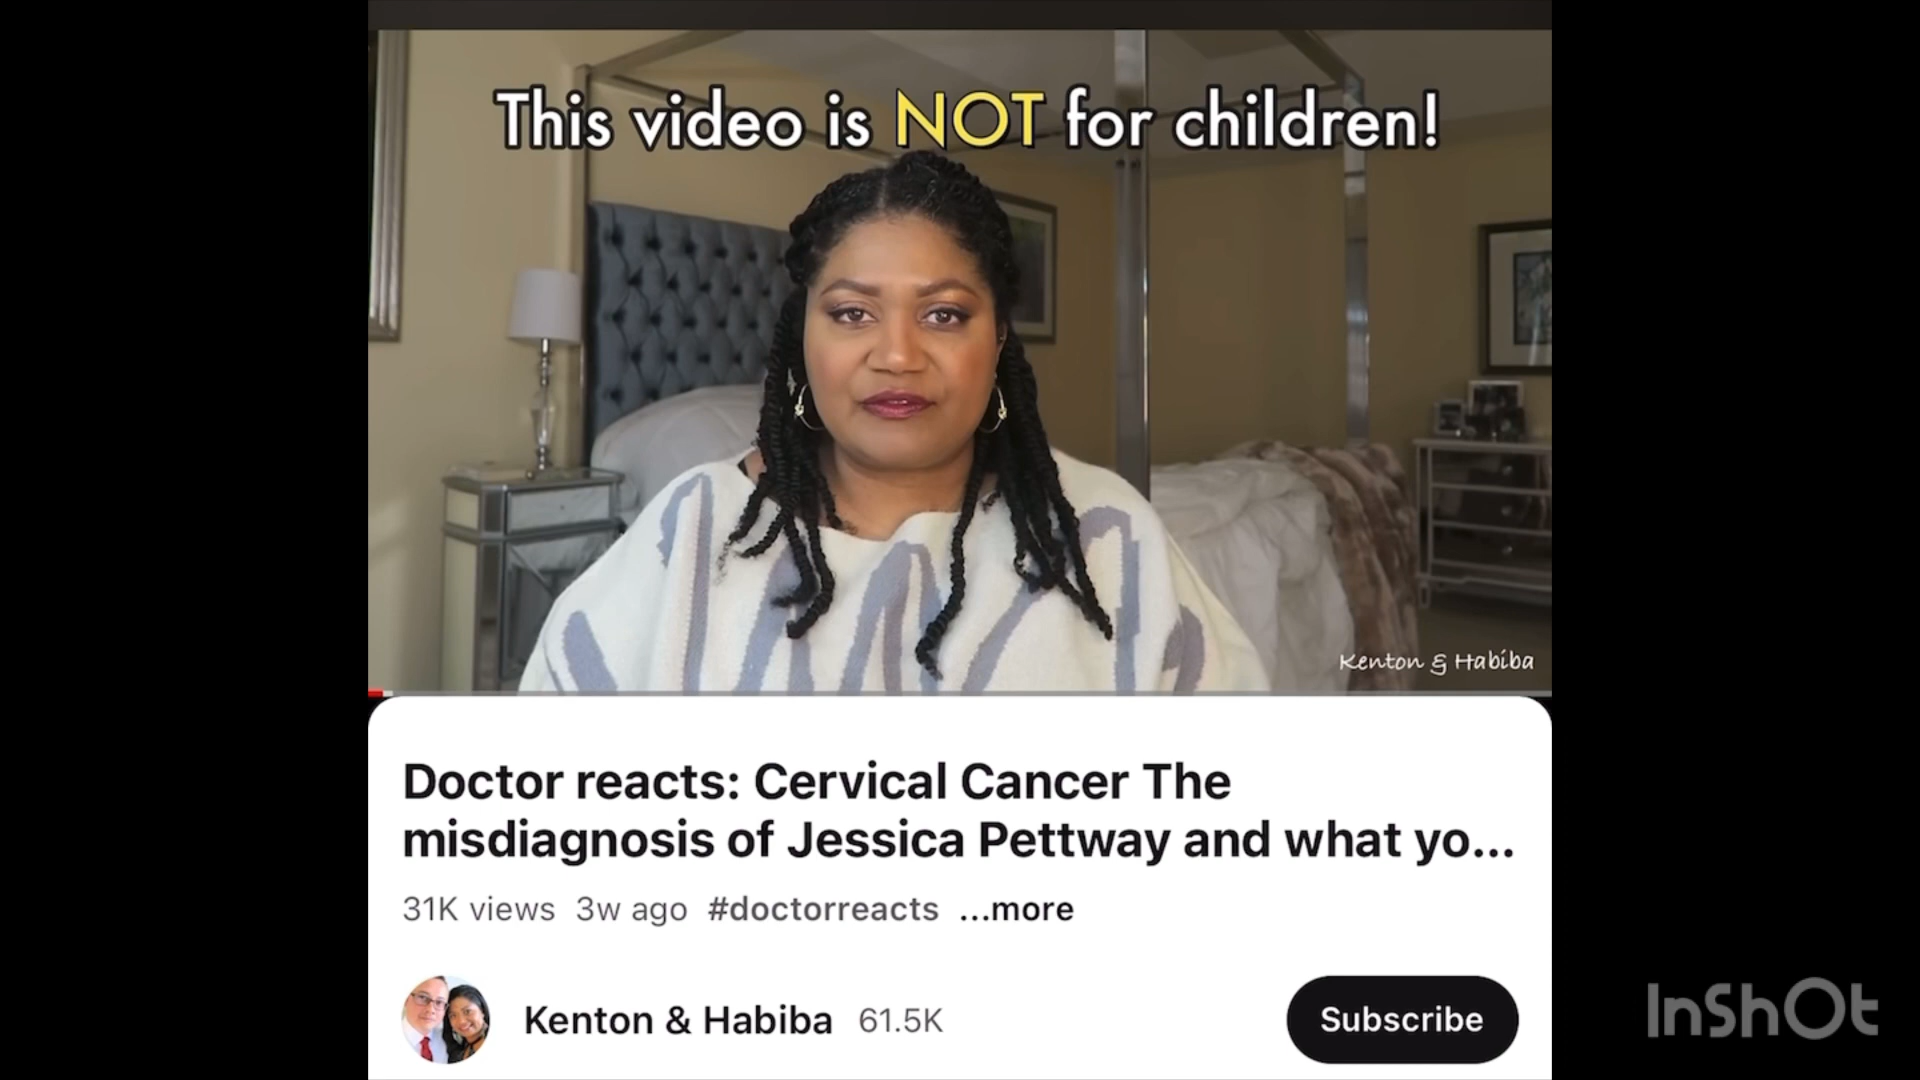 This video is NOT for children!
Kenton & Habiba
Doctor reacts: Cervical Cancer The
misdiagnosis of Jessica Pettway and what yo...
31K views 3w ago #doctorreacts ...more
Kenton & Habiba 61.5K
Subscribe
InShOt